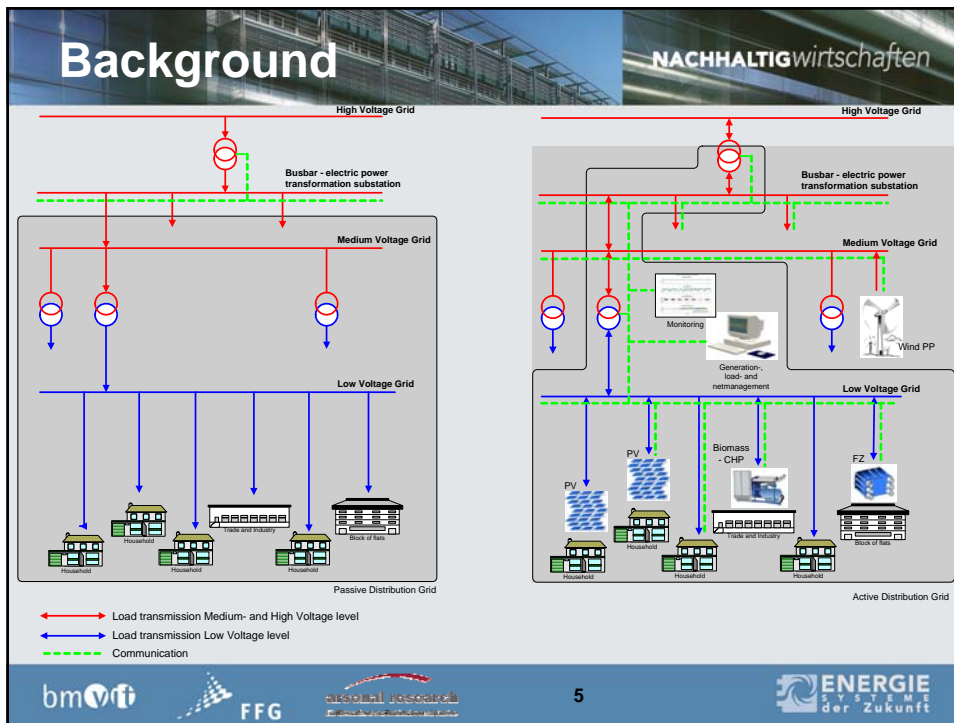 Background
NACHHALTIGwirtschaften
High Voltage Grid
Busbar - electric power
transformation substation
Medium Voltage Grid
Low Voltage Grid
Household
Household
Household
Trade and Industry
Household
Block of flats
Passive Distribution Grid
High Voltage Grid
Busbar - electric power
transformation substation
Medium Voltage Grid
Monitoring
Wind PP
Generation-,
load- and
netmanagement
Low Voltage Grid
PV
PV
Biomass
- CHP
FZ
Household
Household
Household
Trade and Industry
Household
Block of flats
Active Distribution Grid
Load transmission Medium- and High Voltage level
Load transmission Low Voltage level
Communication
bmvit
FFG
arsenal research
5
ENERGIE
SYSTEME
der Zukunft